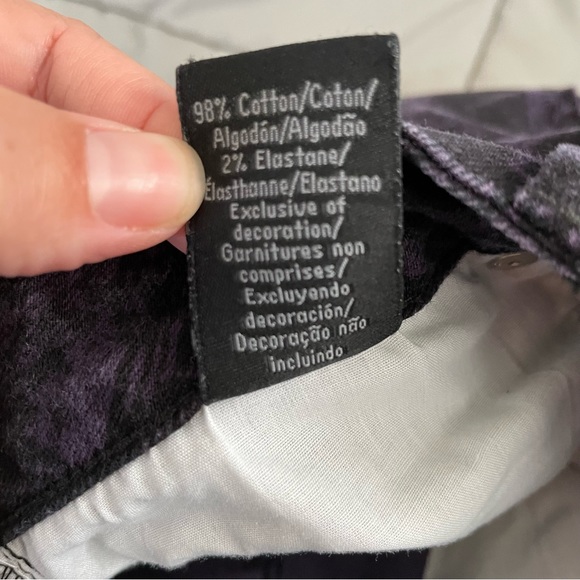 98% Cotton/Coton/
Algodón/Algodão
2% Elastane/
Élasthanne/Elastano
Exclusive of
decoration/
Garnitures non
comprises/
Excluyendo
decoración/
Decoração não
incluindo